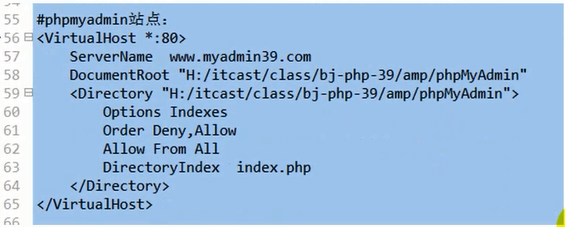 54
55 #phpmyadmin站点:
56 <VirtualHost *:80>
57 ServerName  www.myadmin39.com
58 DocumentRoot "H:/itcast/class/bj-php-39/amp/phpMyAdmin"
59 <Directory "H:/itcast/class/bj-php-39/amp/phpMyAdmin">
60 Options Indexes
61 Order Deny,Allow
62 Allow From All
63 DirectoryIndex  index.php
64 </Directory>
65 </VirtualHost>
66